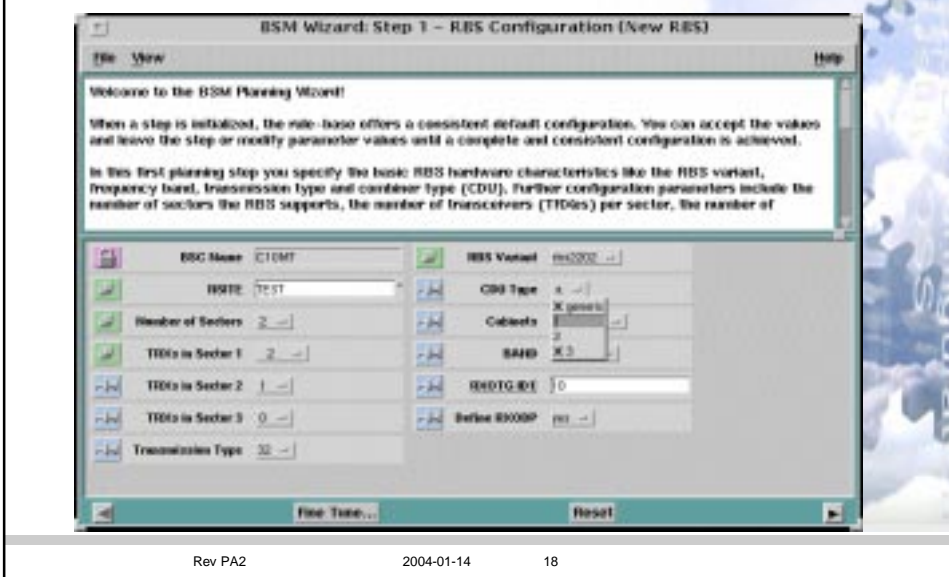 BSM Wizard: Step 1 – RBS Configuration (New RBS)
File View Help
Welcome to the BSM Planning Wizard!
When a step is initialized, the rule-base offers a consistent default configuration. You can accept the values
and leave the step or modify parameter values until a complete and consistent configuration is achieved.
In this first planning step you specify the basic RBS hardware characteristics like the RBS variant,
frequency band, transmission type and combiner type (CDU). Further configuration parameters include the
number of sectors the RBS supports, the number of transceivers (TRXes) per sector, the number of
BSC Name C10MT RBS Variant rbs2202
RSITE TEST CDU Type a
X generic
Number of Sectors 2 Cabinets 1
2
TRXs in Sector 1 2 BAND X 3
TRXs in Sector 2 1 RXOTG ID 0
TRXs in Sector 3 0 Define
Transmission Type 32
Fine Tune... Reset
Rev PA2 2004-01-14 18